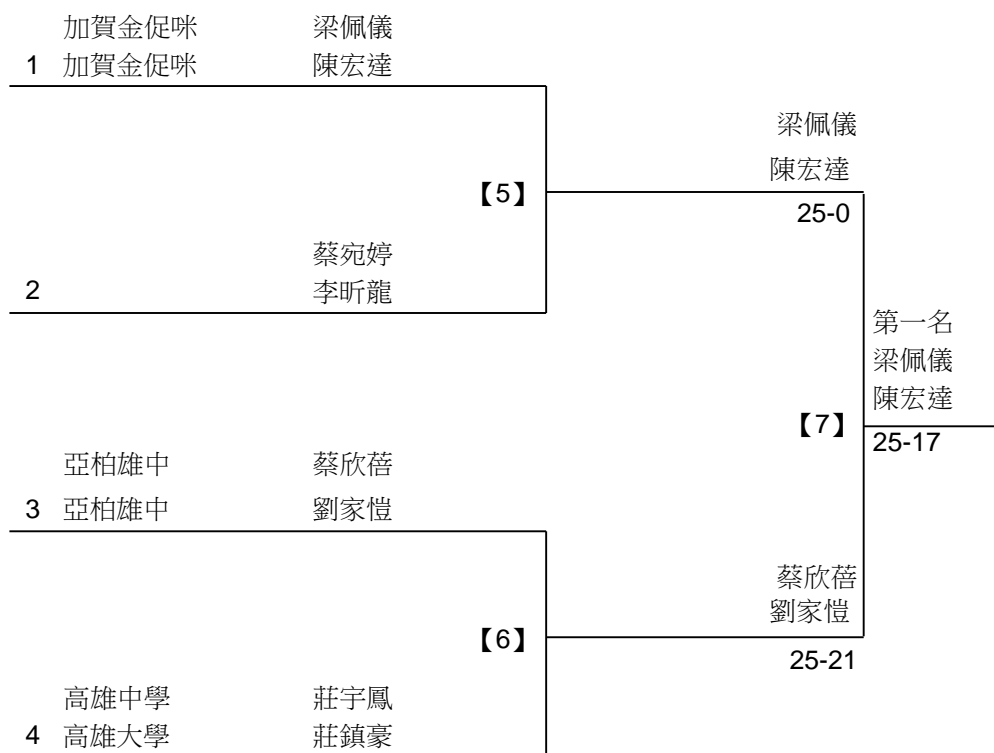 加賀金促咪 梁佩儀
1 加賀金促咪 陳宏達
梁佩儀
陳宏達
【5】
25-0
蔡宛婷
2 李昕龍
第一名
梁佩儀
陳宏達
【7】
25-17
亞柏雄中 蔡欣蓓
3 亞柏雄中 劉家愷
蔡欣蓓
劉家愷
【6】
25-21
高雄中學 莊宇鳳
4 高雄大學 莊鎮豪